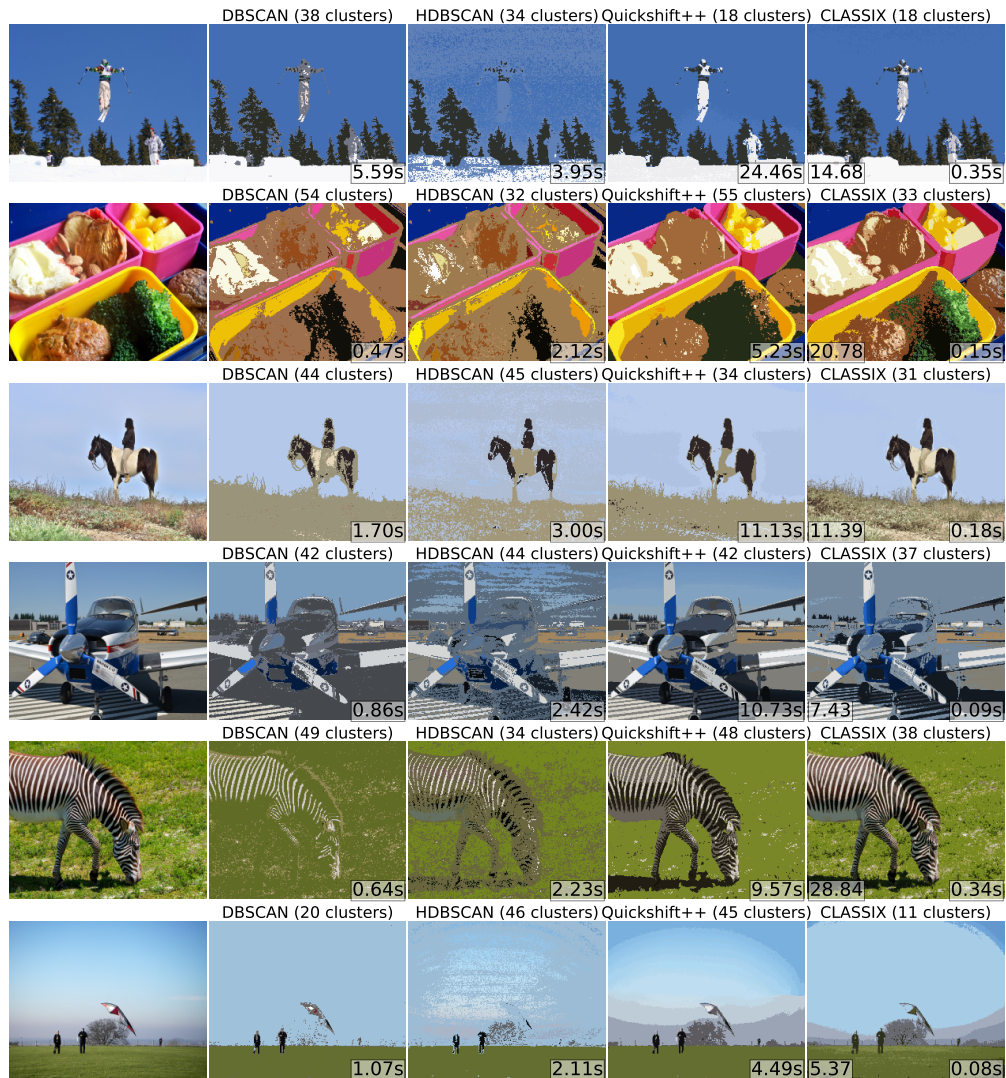 DBSCAN (38 clusters) HDBSCAN (34 clusters) Quickshift++ (18 clusters) CLASSIX (18 clusters)
5.59s 3.95s 24.46s 14.68 0.35s
DBSCAN (54 clusters) HDBSCAN (32 clusters) Quickshift++ (55 clusters) CLASSIX (33 clusters)
0.47s 2.12s 5.23s 20.78 0.15s
DBSCAN (44 clusters) HDBSCAN (45 clusters) Quickshift++ (34 clusters) CLASSIX (31 clusters)
1.70s 3.00s 11.13s 11.39 0.18s
DBSCAN (42 clusters) HDBSCAN (44 clusters) Quickshift++ (42 clusters) CLASSIX (37 clusters)
0.86s 2.42s 10.73s 7.43 0.09s
DBSCAN (49 clusters) HDBSCAN (34 clusters) Quickshift++ (48 clusters) CLASSIX (38 clusters)
0.64s 2.23s 9.57s 28.84 0.34s
DBSCAN (20 clusters) HDBSCAN (46 clusters) Quickshift++ (45 clusters) CLASSIX (11 clusters)
1.07s 2.11s 4.49s 5.37 0.08s